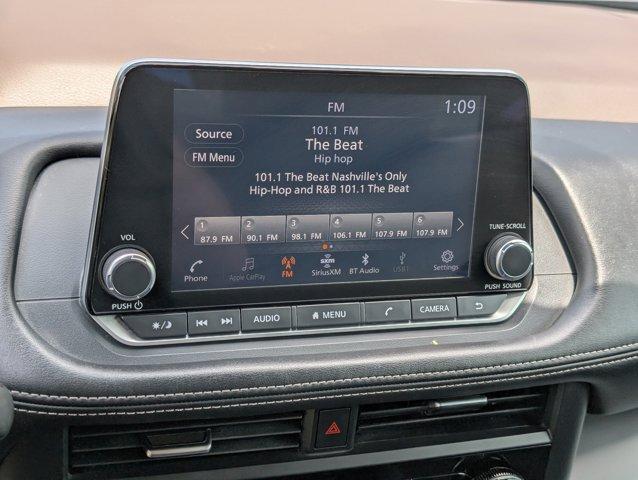 FM
1:09
101.1 FM
The Beat
Hip hop
101.1 The Beat Nashville's Only
Hip-Hop and R&B 101.1 The Beat
Source
FM Menu
1 2 3 4 5 6
87.9 FM 90.1 FM 98.1 FM 106.1 FM 107.9 FM 107.9 FM
Phone Apple CarPlay FM SiriusXM BT Audio USB1 Settings
sxm
VOL
PUSH
TUNE·SCROLL
PUSH SOUND
AUDIO MENU CAMERA